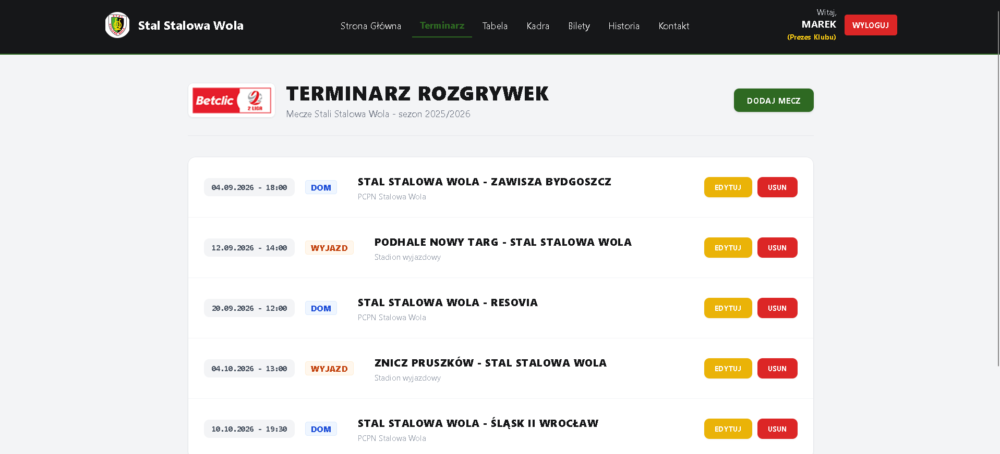 Stal Stalowa Wola
Strona Główna Terminarz Tabela Kadra Bilety Historia Kontakt
Witaj,
MAREK
(Prezes Klubu)
WYLOGUJ
Betclic 2 LIGA
TERMINARZ ROZGRYWEK
Mecze Stali Stalowa Wola - sezon 2025/2026
DODAJ MECZ
04.09.2026 - 18:00 DOM STAL STALOWA WOLA - ZAWISZA BYDGOSZCZ EDYTUJ USUN
PCPN Stalowa Wola
12.09.2026 - 14:00 WYJAZD PODHALE NOWY TARG - STAL STALOWA WOLA EDYTUJ USUN
Stadion wyjazdowy
20.09.2026 - 12:00 DOM STAL STALOWA WOLA - RESOVIA EDYTUJ USUN
PCPN Stalowa Wola
04.10.2026 - 13:00 WYJAZD ZNICZ PRUSZKÓW - STAL STALOWA WOLA EDYTUJ USUN
Stadion wyjazdowy
10.10.2026 - 19:30 DOM STAL STALOWA WOLA - ŚLĄSK II WROCŁAW EDYTUJ USUN
PCPN Stalowa Wola